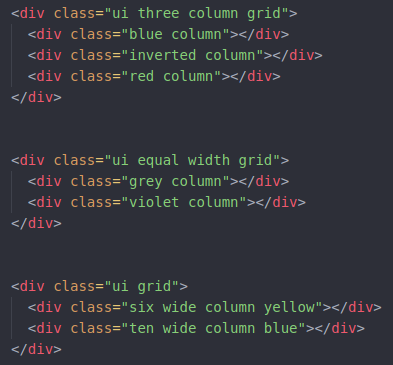 <div class="ui three column grid">
  <div class="blue column"></div>
  <div class="inverted column"></div>
  <div class="red column"></div>
</div>
<div class="ui equal width grid">
  <div class="grey column"></div>
  <div class="violet column"></div>
</div>
<div class="ui grid">
  <div class="six wide column yellow"></div>
  <div class="ten wide column blue"></div>
</div>